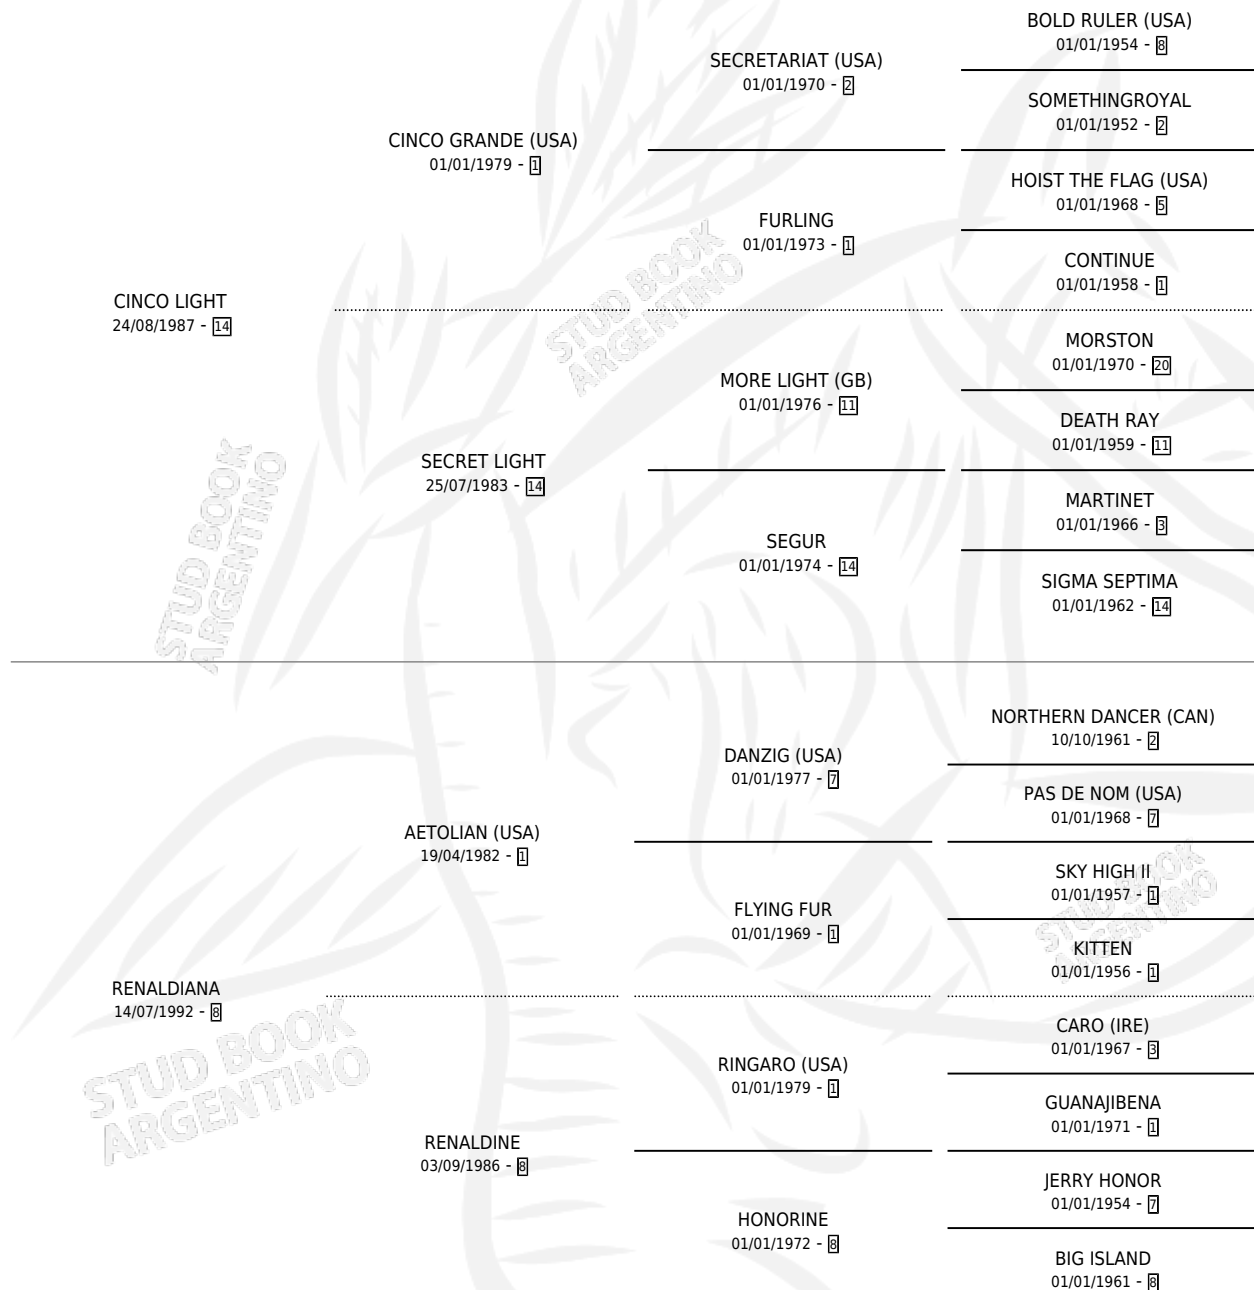 BOLD RULER (USA)
01/01/1954 - 8
SECRETARIAT (USA)
01/01/1970 - 2
SOMETHINGROYAL
01/01/1952 - 2
CINCO GRANDE (USA)
01/01/1979 - 1
HOIST THE FLAG (USA)
01/01/1968 - 5
FURLING
01/01/1973 - 1
CONTINUE
01/01/1958 - 1
CINCO LIGHT
24/08/1987 - 14
STUD BOOK
ARGENTINO
MORSTON
01/01/1970 - 20
MORE LIGHT (GB)
01/01/1976 - 11
DEATH RAY
01/01/1959 - 11
SECRET LIGHT
25/07/1983 - 14
MARTINET
01/01/1966 - 3
SEGUR
01/01/1974 - 14
SIGMA SEPTIMA
01/01/1962 - 14
STUD BOOK
ARGENTINO
NORTHERN DANCER (CAN)
10/10/1961 - 2
DANZIG (USA)
01/01/1977 - 7
PAS DE NOM (USA)
01/01/1968 - 7
AETOLIAN (USA)
19/04/1982 - 1
SKY HIGH II
01/01/1957 - 1
FLYING FUR
01/01/1969 - 1
STUD BOOK
ARGENTINO
KITTEN
01/01/1956 - 1
RENALDIANA
14/07/1992 - 8
STUD BOOK
ARGENTINO
CARO (IRE)
01/01/1967 - 3
RINGARO (USA)
01/01/1979 - 1
GUANAJIBENA
01/01/1971 - 1
RENALDINE
03/09/1986 - 8
JERRY HONOR
01/01/1954 - 7
HONORINE
01/01/1972 - 8
BIG ISLAND
01/01/1961 - 8